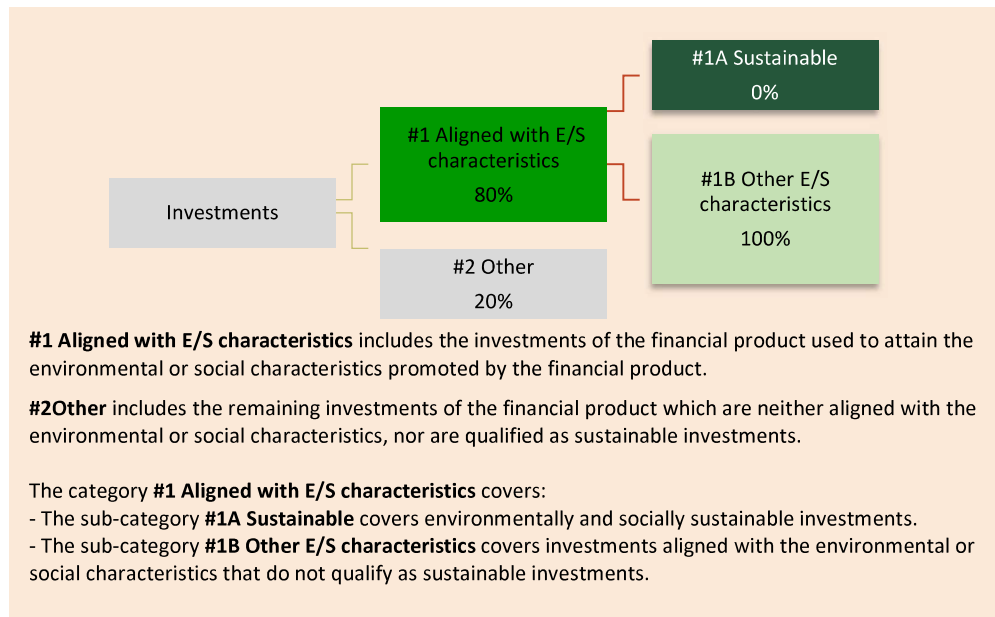 #1A Sustainable
0%
#1 Aligned with E/S
characteristics
80%
#1B Other E/S
characteristics
100%
Investments
#2 Other
20%
#1 Aligned with E/S characteristics includes the investments of the financial product used to attain the
environmental or social characteristics promoted by the financial product.
#2Other includes the remaining investments of the financial product which are neither aligned with the
environmental or social characteristics, nor are qualified as sustainable investments.
The category #1 Aligned with E/S characteristics covers:
- The sub-category #1A Sustainable covers environmentally and socially sustainable investments.
- The sub-category #1B Other E/S characteristics covers investments aligned with the environmental or
social characteristics that do not qualify as sustainable investments.